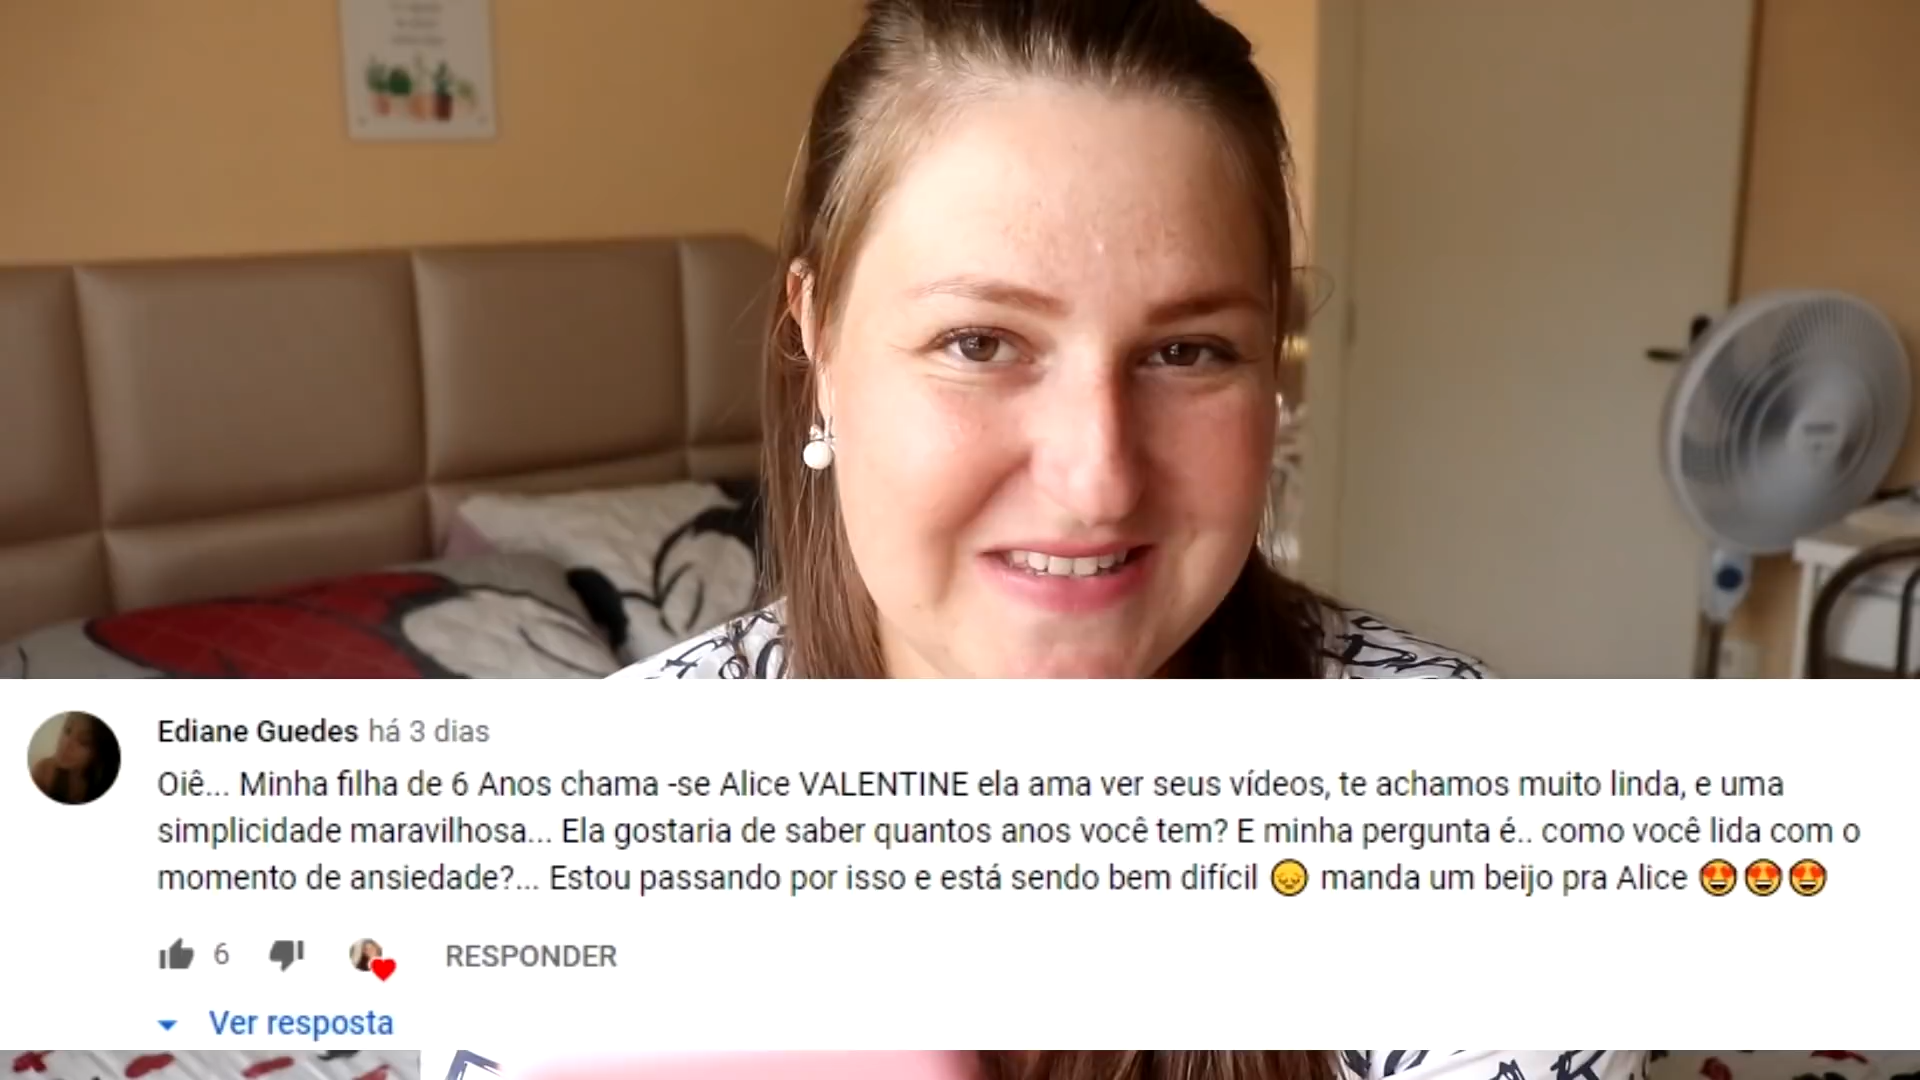 Ediane Guedes há 3 dias
Oiê... Minha filha de 6 Anos chama -se Alice VALENTINE ela ama ver seus vídeos, te achamos muito linda, e uma
simplicidade maravilhosa... Ela gostaria de saber quantos anos você tem? E minha pergunta é.. como você lida com o
momento de ansiedade?... Estou passando por isso e está sendo bem difícil 😞 manda um beijo pra Alice 😍😍😍
6 RESPONDER
Ver resposta